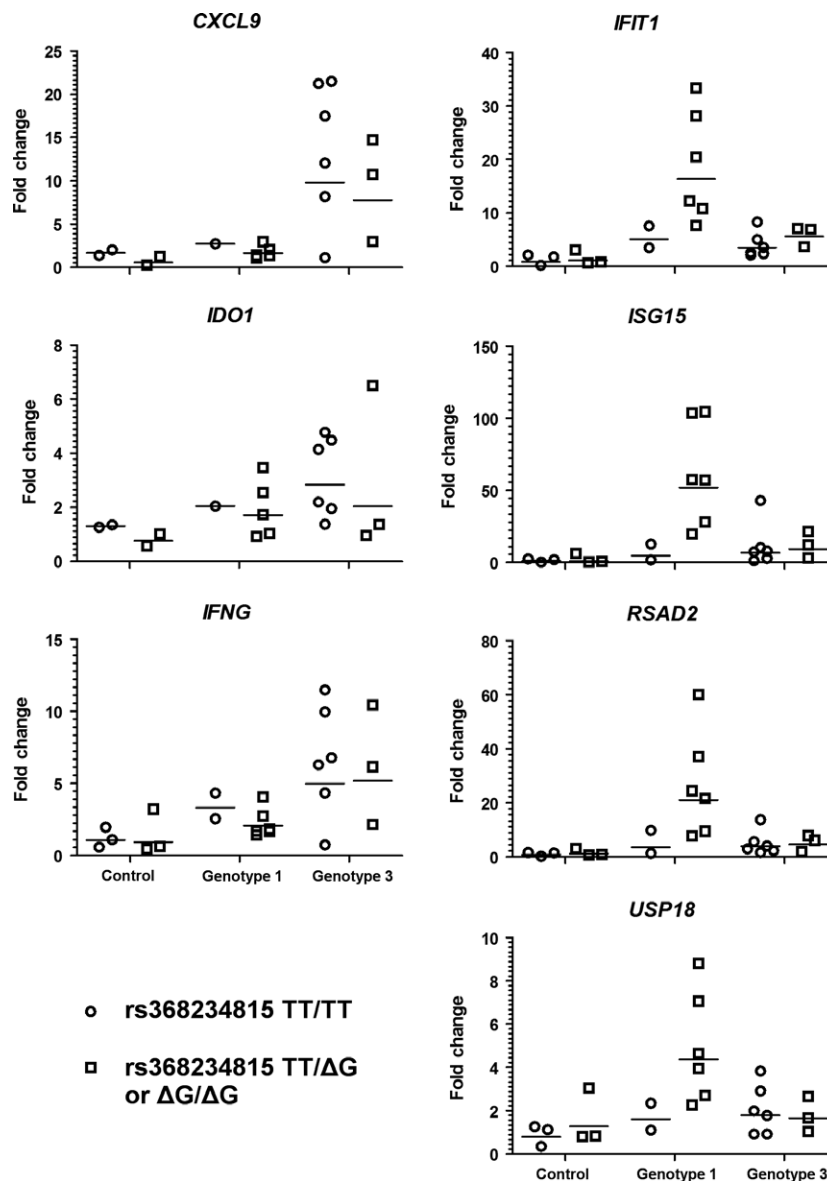 CXCL9
Fold change
25
20
15
10
5
0
IDO1
Fold change
8
6
4
2
0
IFNG
Fold change
15
10
5
0
Control Genotype 1 Genotype 3
rs368234815 TT/TT
rs368234815 TT/ΔG
or ΔG/ΔG
IFIT1
Fold change
40
30
20
10
0
ISG15
Fold change
150
100
50
0
RSAD2
Fold change
80
60
40
20
0
USP18
Fold change
10
8
6
4
2
0
Control Genotype 1 Genotype 3